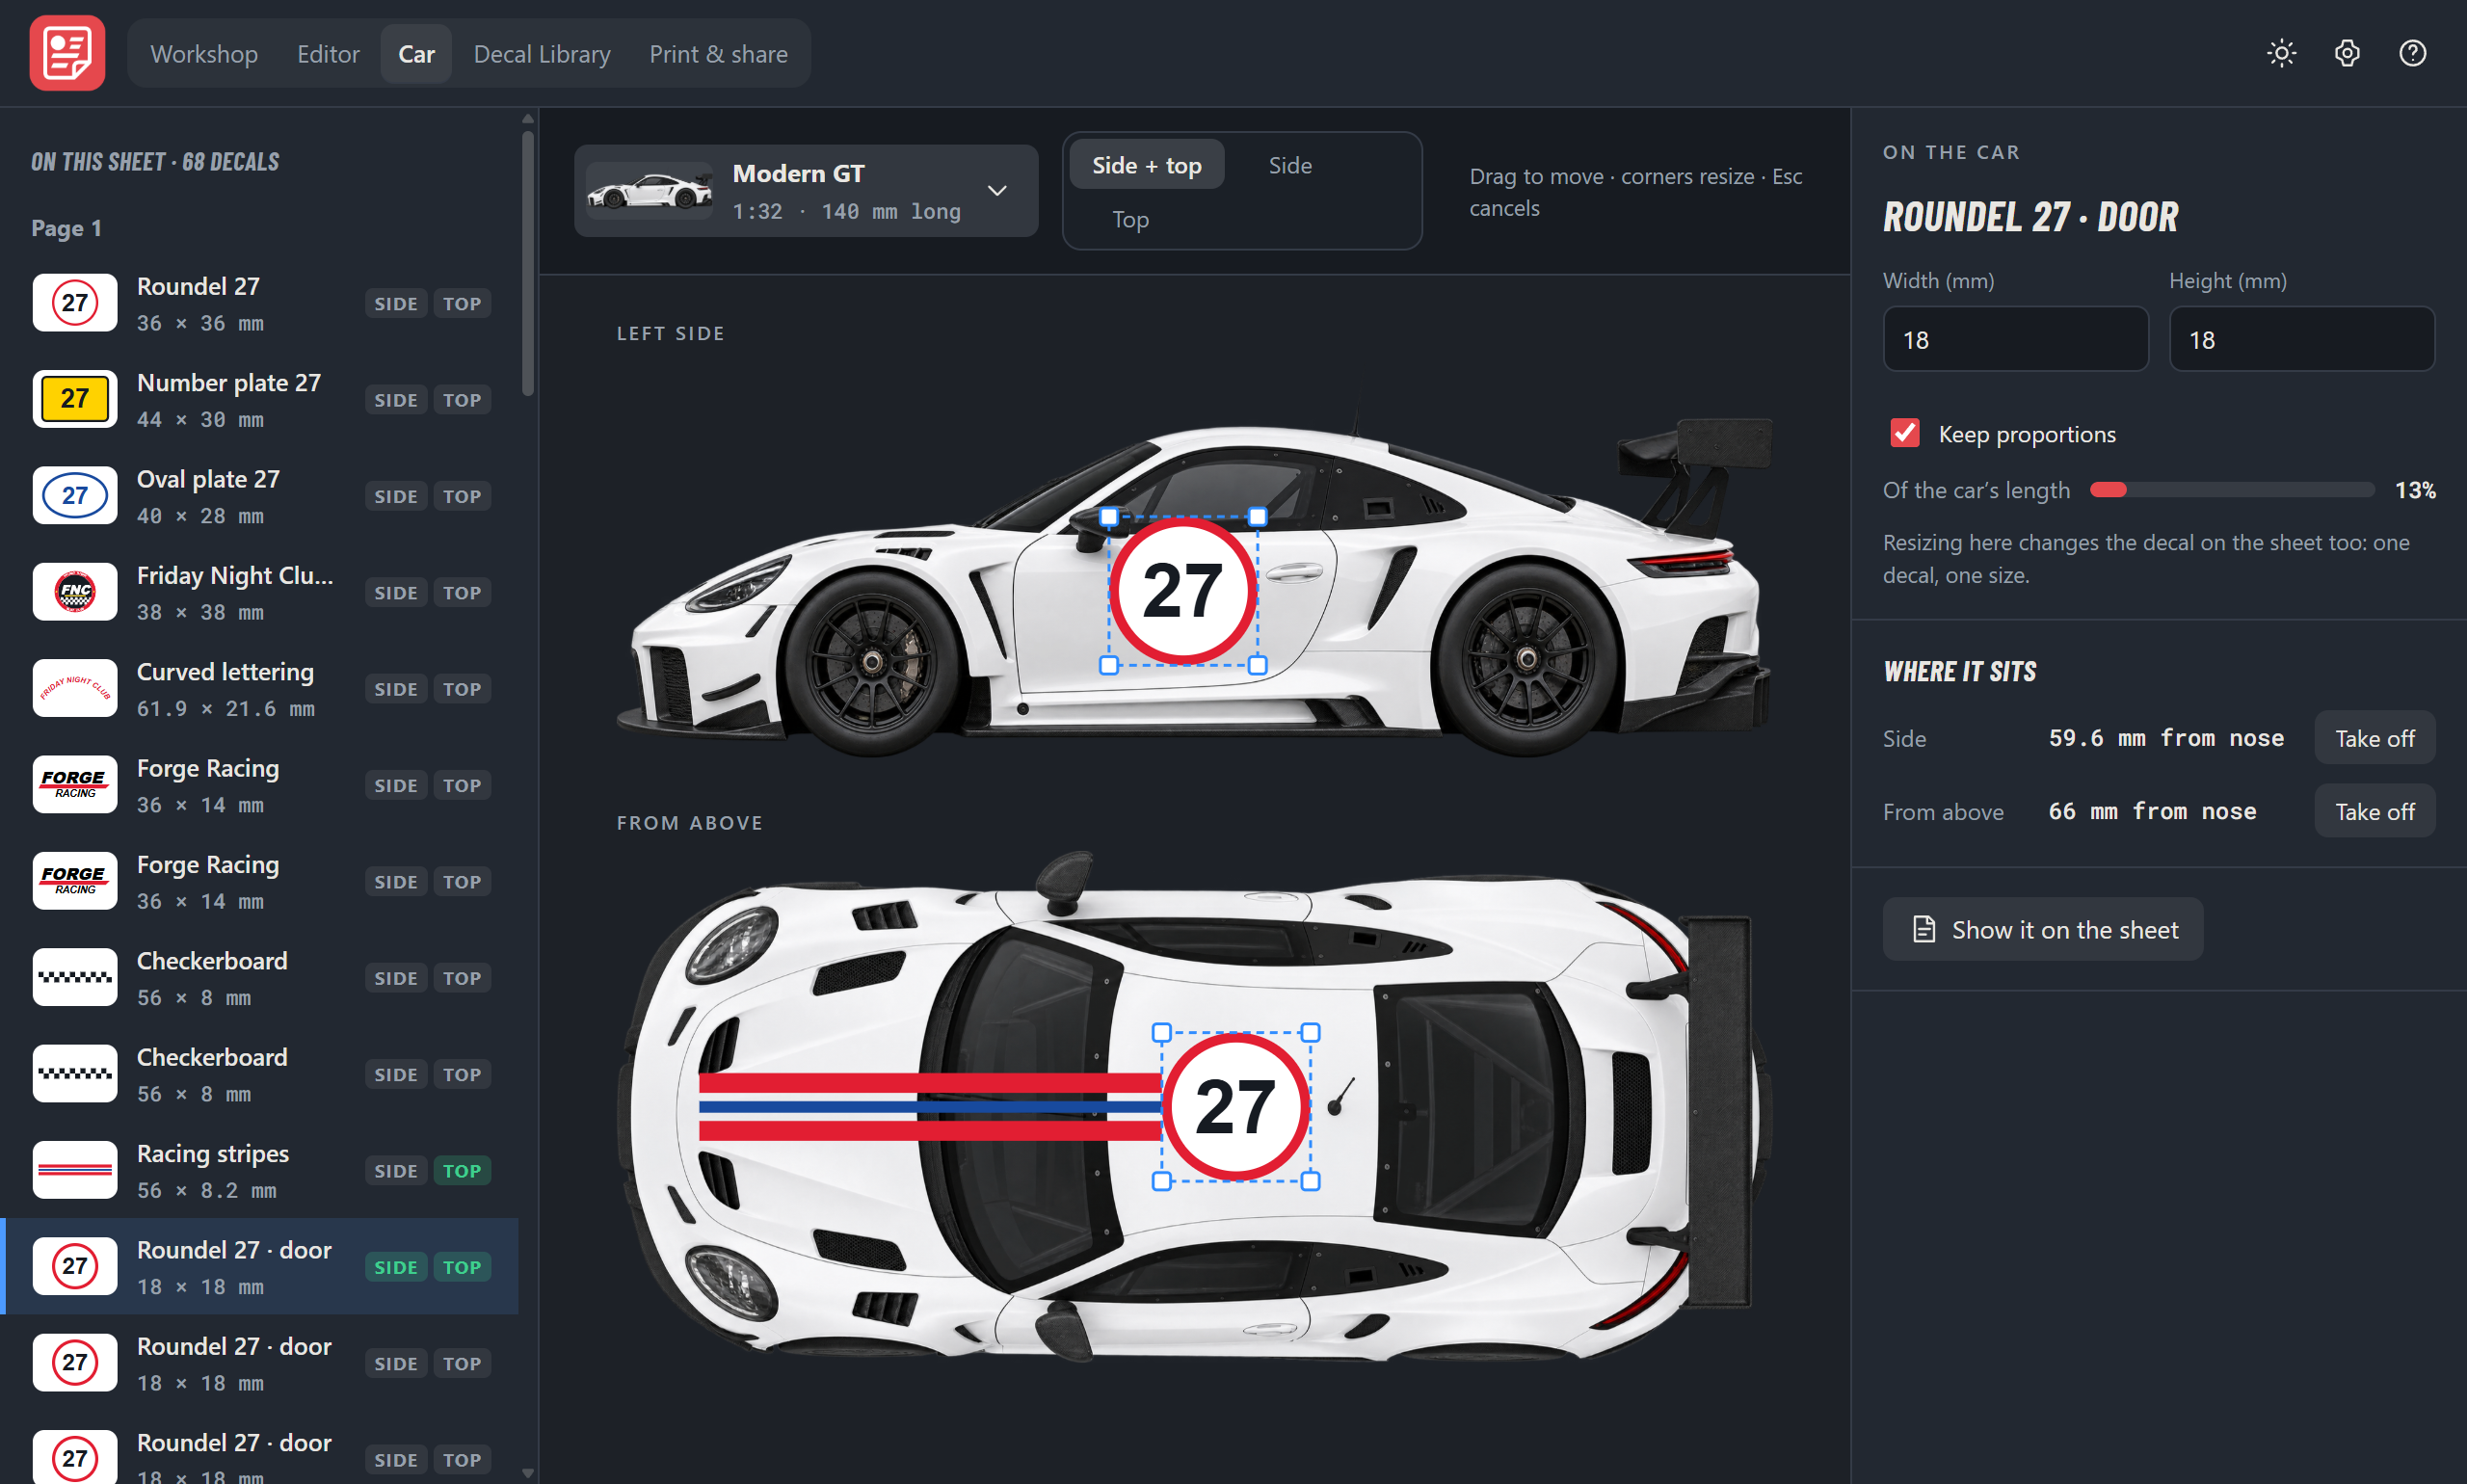 Workshop
Editor
Car
Decal Library
Print & share
ON THIS SHEET · 68 DECALS
Page 1
27
Roundel 27
36 × 36 mm
SIDE TOP
27
Number plate 27
44 × 30 mm
SIDE TOP
27
Oval plate 27
40 × 28 mm
SIDE TOP
FNC
Friday Night Clu...
38 × 38 mm
SIDE TOP
FRIDAY NIGHT CLUB
Curved lettering
61.9 × 21.6 mm
SIDE TOP
FORGE
RACING
Forge Racing
36 × 14 mm
SIDE TOP
FORGE
RACING
Forge Racing
36 × 14 mm
SIDE TOP
Checkerboard
56 × 8 mm
SIDE TOP
Checkerboard
56 × 8 mm
SIDE TOP
Racing stripes
56 × 8.2 mm
SIDE TOP
27
Roundel 27 · door
18 × 18 mm
SIDE TOP
27
Roundel 27 · door
18 × 18 mm
SIDE TOP
27
Roundel 27 · door
18 × 18 mm
SIDE TOP
Modern GT
1:32 · 140 mm long
Side + top
Side
Top
Drag to move · corners resize · Esc
cancels
LEFT SIDE
27
FROM ABOVE
27
ON THE CAR
ROUNDEL 27 · DOOR
Width (mm)
Height (mm)
18
18
Keep proportions
Of the car's length
13%
Resizing here changes the decal on the sheet too: one
decal, one size.
WHERE IT SITS
Side
59.6 mm from nose
Take off
From above
66 mm from nose
Take off
Show it on the sheet